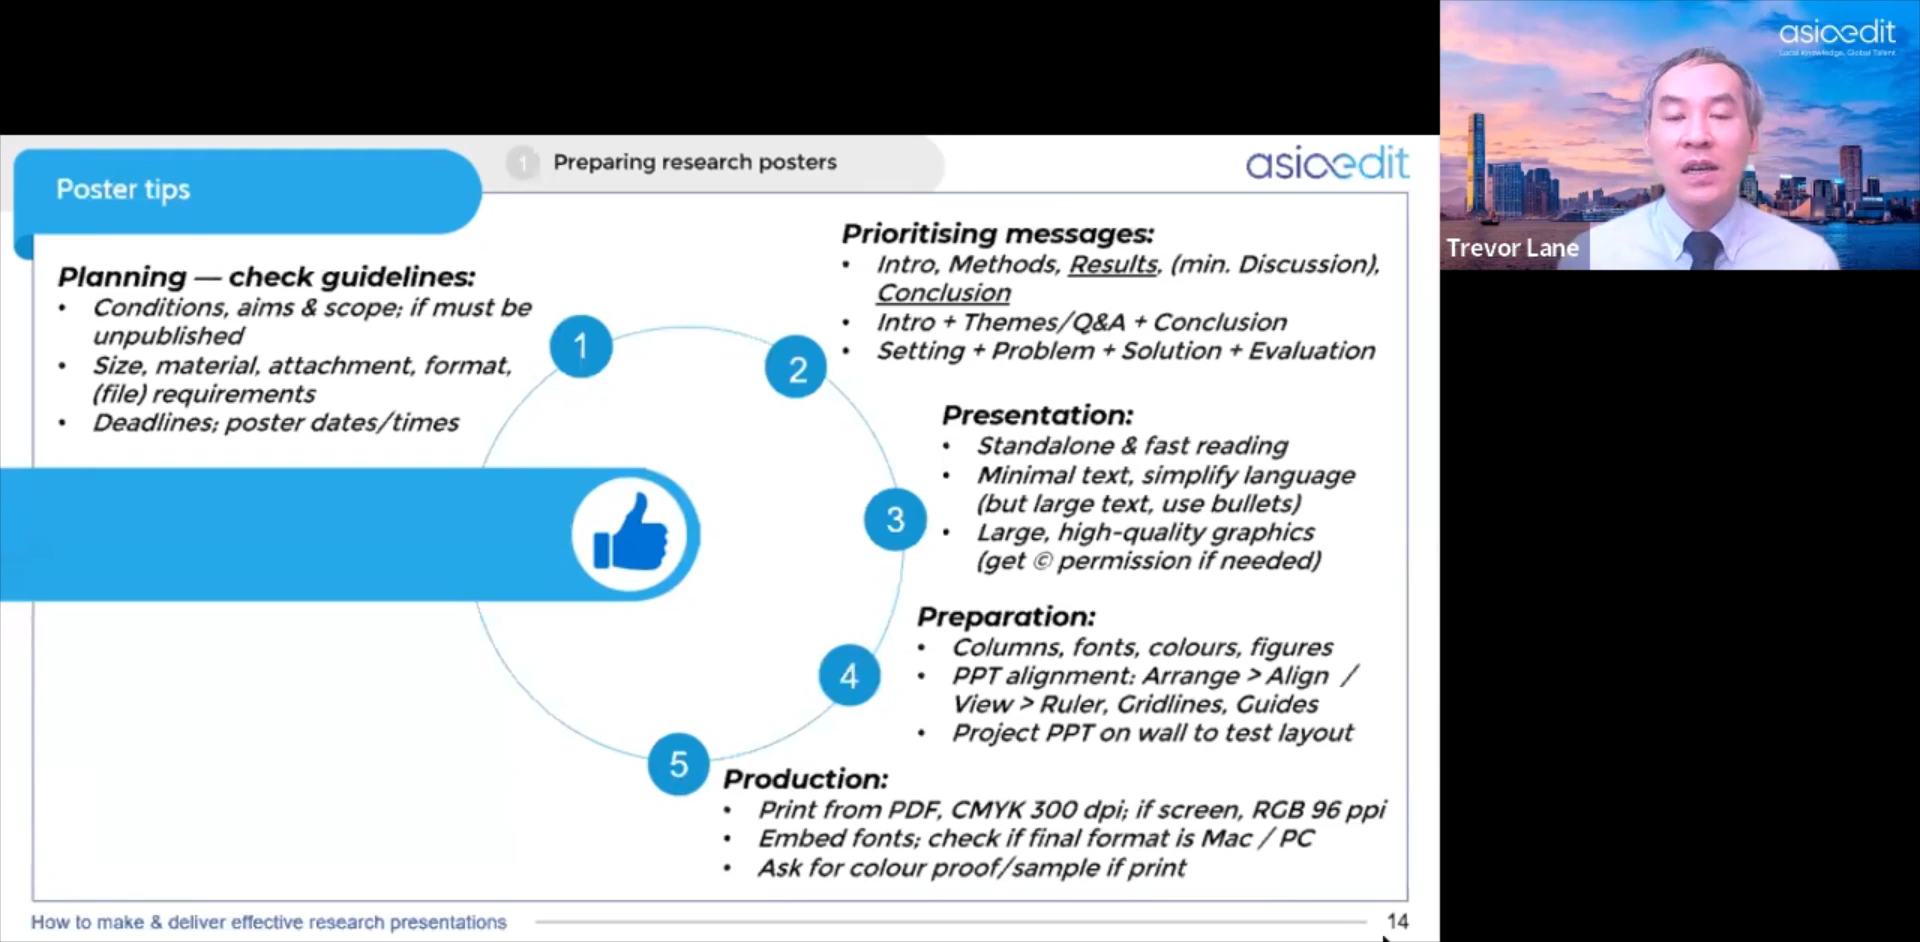 Poster tips
1 Preparing research posters
asiaedit
Planning — check guidelines:
• Conditions, aims & scope; if must be
unpublished
• Size, material, attachment, format,
(file) requirements
• Deadlines; poster dates/times
1
2
Prioritising messages:
• Intro, Methods, Results, (min. Discussion),
Conclusion
• Intro + Themes/Q&A + Conclusion
• Setting + Problem + Solution + Evaluation
3
Presentation:
• Standalone & fast reading
• Minimal text, simplify language
(but large text, use bullets)
• Large, high-quality graphics
(get © permission if needed)
4
Preparation:
• Columns, fonts, colours, figures
• PPT alignment: Arrange > Align /
View > Ruler, Gridlines, Guides
• Project PPT on wall to test layout
5
Production:
• Print from PDF, CMYK 300 dpi; if screen, RGB 96 ppi
• Embed fonts; check if final format is Mac / PC
• Ask for colour proof/sample if print
How to make & deliver effective research presentations
14
asiaedit
Local Knowledge, Global Talent
Trevor Lane